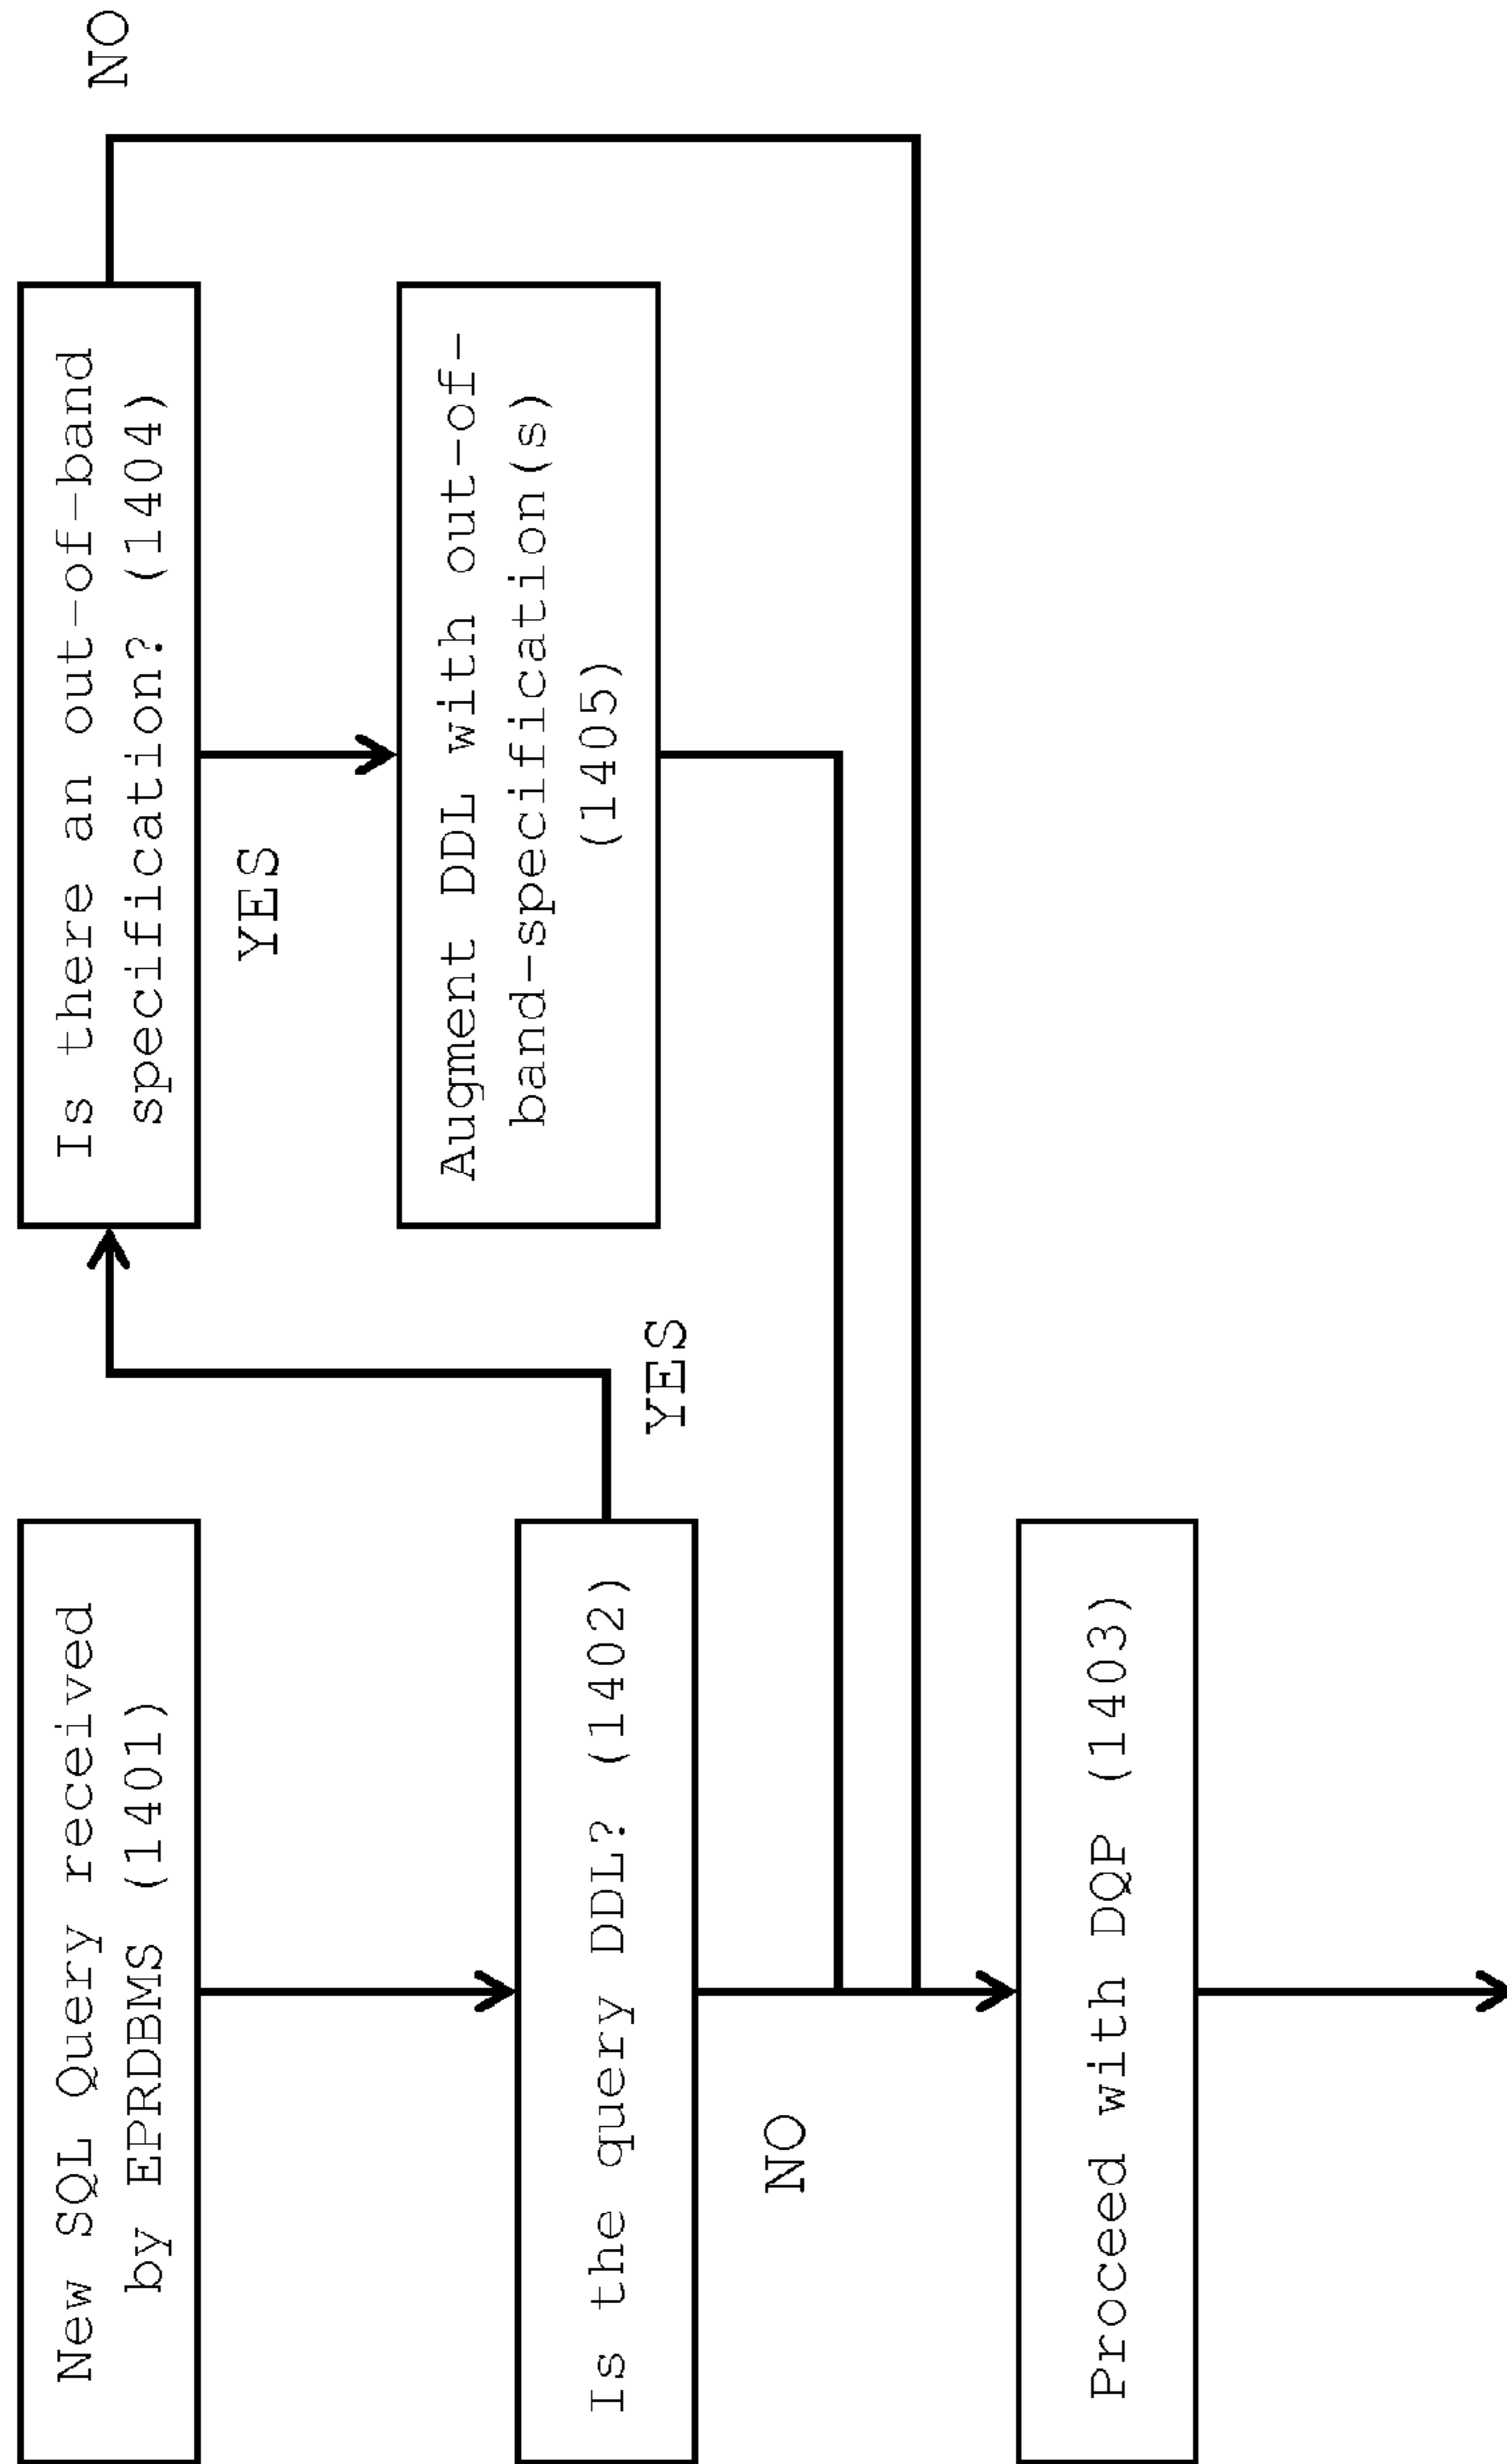 New SQL Query received
by EPRDBMS (1401)
Is the query DDL? (1402)
NO
YES
Proceed with DQP (1403)
Is there an out-of-band
specification? (1404)
NO
YES
Augment DDL with out-of-
band-specification(s)
(1405)